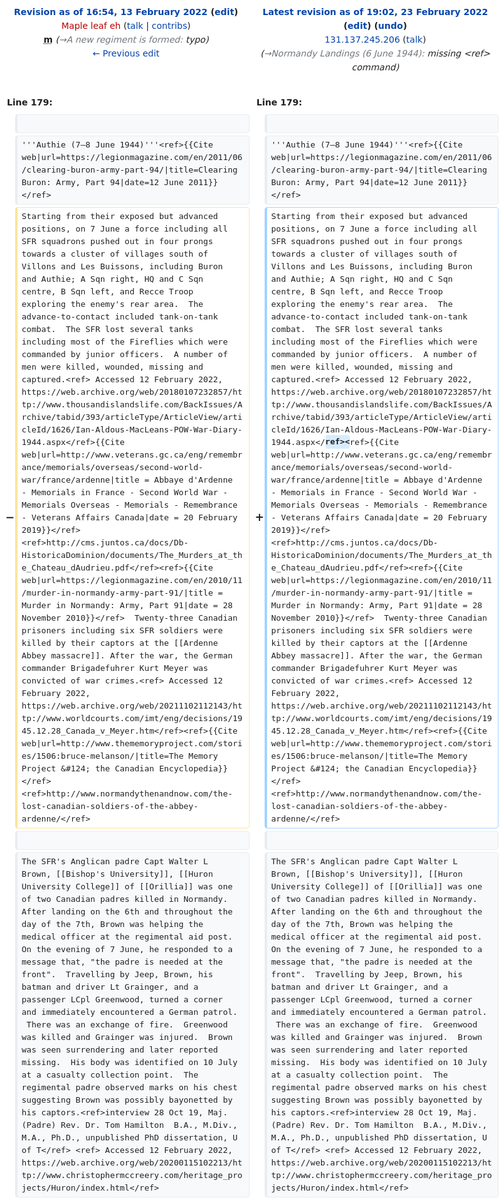 Revision as of 16:54, 13 February 2022 (edit)
Maple leaf eh (talk | contribs)
m (→A new regiment is formed: typo)
← Previous edit
Latest revision as of 19:02, 23 February 2022
(edit) (undo)
131.137.245.206 (talk)
(→Normandy Landings (6 June 1944): missing <ref>
command)
Line 179:
Line 179:
'''Authie (7–8 June 1944)'''<ref>{{Cite
web|url=https://legionmagazine.com/en/2011/06
/clearing-buron-army-part-94/|title=Clearing
Buron: Army, Part 94|date=12 June 2011}}
</ref>
'''Authie (7–8 June 1944)'''<ref>{{Cite
web|url=https://legionmagazine.com/en/2011/06
/clearing-buron-army-part-94/|title=Clearing
Buron: Army, Part 94|date=12 June 2011}}
</ref>
−
Starting from their exposed but advanced
positions, on 7 June a force including all
SFR squadrons pushed out in four prongs
towards a cluster of villages south of
Villons and Les Buissons, including Buron
and Authie; A Sqn right, HQ and C Sqn
centre, B Sqn left, and Recce Troop
exploring the enemy's rear area.  The
advance-to-contact included tank-on-tank
combat.  The SFR lost several tanks
including most of the Fireflies which were
commanded by junior officers.  A number of
men were killed, wounded, missing and
captured.<ref> Accessed 12 February 2022,
https://web.archive.org/web/20180107232857/ht
tp://www.thousandislandslife.com/BackIssues/A
rchive/tabid/393/articleType/ArticleView/arti
cleId/1626/Ian-Aldous-MacLeans-POW-War-Diary-
1944.aspx</ref>{{Cite
web|url=http://www.veterans.gc.ca/eng/remembr
ance/memorials/overseas/second-world-
war/france/ardenne|title = Abbaye d'Ardenne
- Memorials in France - Second World War -
Memorials Overseas - Memorials - Remembrance
- Veterans Affairs Canada|date = 20 February
2019}}</ref>
<ref>http://cms.juntos.ca/docs/Db-
HistoricaDominion/documents/The_Murders_at_th
e_Chateau_dAudrieu.pdf</ref><ref>{{Cite
web|url=https://legionmagazine.com/en/2010/11
/murder-in-normandy-army-part-91/|title =
Murder in Normandy: Army, Part 91|date = 28
November 2010}}</ref>  Twenty-three Canadian
prisoners including six SFR soldiers were
killed by their captors at the [[Ardenne
Abbey massacre]]. After the war, the German
commander Brigadefuhrer Kurt Meyer was
convicted of war crimes.<ref> Accessed 12
February 2022,
https://web.archive.org/web/20211102112143/ht
tp://www.worldcourts.com/imt/eng/decisions/19
45.12.28_Canada_v_Meyer.htm</ref><ref>{{Cite
web|url=http://www.thememoryproject.com/stori
es/1506:bruce-melanson/|title=The Memory
Project &#124; the Canadian Encyclopedia}}
</ref>
<ref>http://www.normandythenandnow.com/the-
lost-canadian-soldiers-of-the-abbey-
ardenne/</ref>
+
Starting from their exposed but advanced
positions, on 7 June a force including all
SFR squadrons pushed out in four prongs
towards a cluster of villages south of
Villons and Les Buissons, including Buron
and Authie; A Sqn right, HQ and C Sqn
centre, B Sqn left, and Recce Troop
exploring the enemy's rear area.  The
advance-to-contact included tank-on-tank
combat.  The SFR lost several tanks
including most of the Fireflies which were
commanded by junior officers.  A number of
men were killed, wounded, missing and
captured.<ref> Accessed 12 February 2022,
https://web.archive.org/web/20180107232857/ht
tp://www.thousandislandslife.com/BackIssues/A
rchive/tabid/393/articleType/ArticleView/arti
cleId/1626/Ian-Aldous-MacLeans-POW-War-Diary-
1944.aspx</ref><ref>{{Cite
web|url=http://www.veterans.gc.ca/eng/remembr
ance/memorials/overseas/second-world-
war/france/ardenne|title = Abbaye d'Ardenne
- Memorials in France - Second World War -
Memorials Overseas - Memorials - Remembrance
- Veterans Affairs Canada|date = 20 February
2019}}</ref>
<ref>http://cms.juntos.ca/docs/Db-
HistoricaDominion/documents/The_Murders_at_th
e_Chateau_dAudrieu.pdf</ref><ref>{{Cite
web|url=https://legionmagazine.com/en/2010/11
/murder-in-normandy-army-part-91/|title =
Murder in Normandy: Army, Part 91|date = 28
November 2010}}</ref>  Twenty-three Canadian
prisoners including six SFR soldiers were
killed by their captors at the [[Ardenne
Abbey massacre]]. After the war, the German
commander Brigadefuhrer Kurt Meyer was
convicted of war crimes.<ref> Accessed 12
February 2022,
https://web.archive.org/web/20211102112143/ht
tp://www.worldcourts.com/imt/eng/decisions/19
45.12.28_Canada_v_Meyer.htm</ref><ref>{{Cite
web|url=http://www.thememoryproject.com/stori
es/1506:bruce-melanson/|title=The Memory
Project &#124; the Canadian Encyclopedia}}
</ref>
<ref>http://www.normandythenandnow.com/the-
lost-canadian-soldiers-of-the-abbey-
ardenne/</ref>
The SFR's Anglican padre Capt Walter L
Brown, [[Bishop's University]], [[Huron
University College]] of [[Orillia]] was one
of two Canadian padres killed in Normandy.
After landing on the 6th and throughout the
day of the 7th, Brown was helping the
medical officer at the regimental aid post.
On the evening of 7 June, he responded to a
message that, "the padre is needed at the
front".  Travelling by Jeep, Brown, his
batman and driver Lt Grainger, and a
passenger LCpl Greenwood, turned a corner
and immediately encountered a German patrol.
There was an exchange of fire.  Greenwood
was killed and Grainger was injured.  Brown
was seen surrendering and later reported
missing.  His body was identified on 10 July
at a casualty collection point.  The
regimental padre observed marks on his chest
suggesting Brown was possibly bayonetted by
his captors.<ref>interview 28 Oct 19, Maj.
(Padre) Rev. Dr. Tom Hamilton  B.A., M.Div.,
M.A., Ph.D., unpublished PhD dissertation, U
of T</ref> <ref> Accessed 12 February 2022,
https://web.archive.org/web/20200115102213/ht
tp://www.christophermccreery.com/heritage_pro
jects/Huron/index.html</ref>
The SFR's Anglican padre Capt Walter L
Brown, [[Bishop's University]], [[Huron
University College]] of [[Orillia]] was one
of two Canadian padres killed in Normandy.
After landing on the 6th and throughout the
day of the 7th, Brown was helping the
medical officer at the regimental aid post.
On the evening of 7 June, he responded to a
message that, "the padre is needed at the
front".  Travelling by Jeep, Brown, his
batman and driver Lt Grainger, and a
passenger LCpl Greenwood, turned a corner
and immediately encountered a German patrol.
There was an exchange of fire.  Greenwood
was killed and Grainger was injured.  Brown
was seen surrendering and later reported
missing.  His body was identified on 10 July
at a casualty collection point.  The
regimental padre observed marks on his chest
suggesting Brown was possibly bayonetted by
his captors.<ref>interview 28 Oct 19, Maj.
(Padre) Rev. Dr. Tom Hamilton  B.A., M.Div.,
M.A., Ph.D., unpublished PhD dissertation, U
of T</ref> <ref> Accessed 12 February 2022,
https://web.archive.org/web/20200115102213/ht
tp://www.christophermccreery.com/heritage_pro
jects/Huron/index.html</ref>